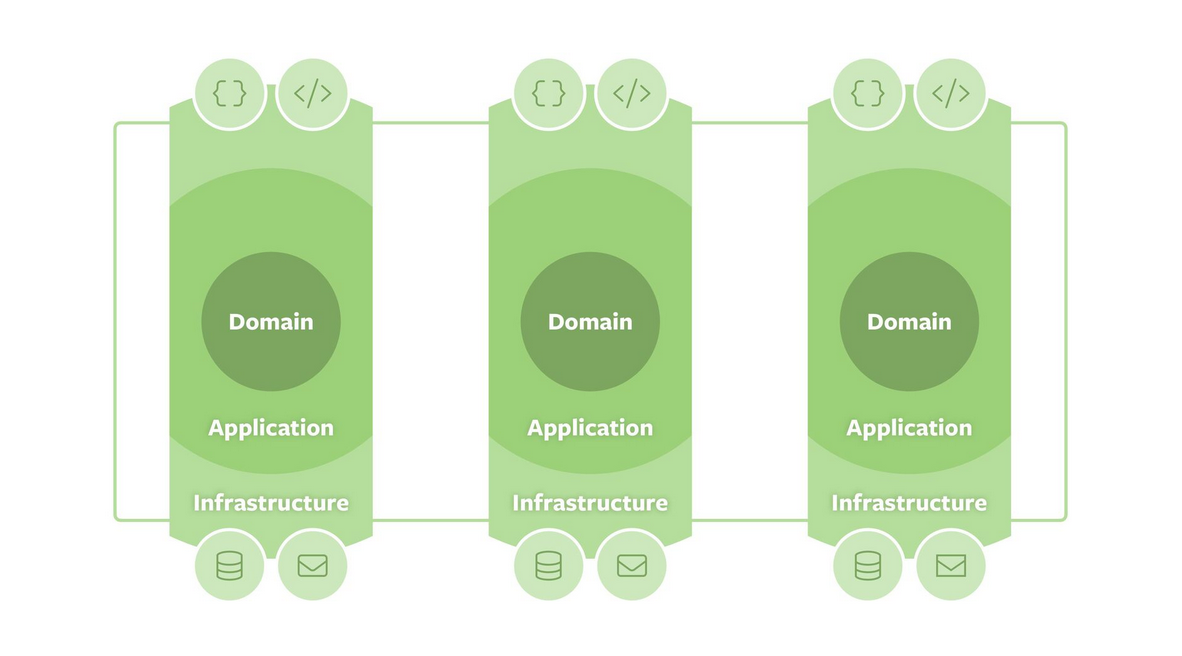 {} </> {} </> {} </>
Domain Domain Domain
Application Application Application
Infrastructure Infrastructure Infrastructure